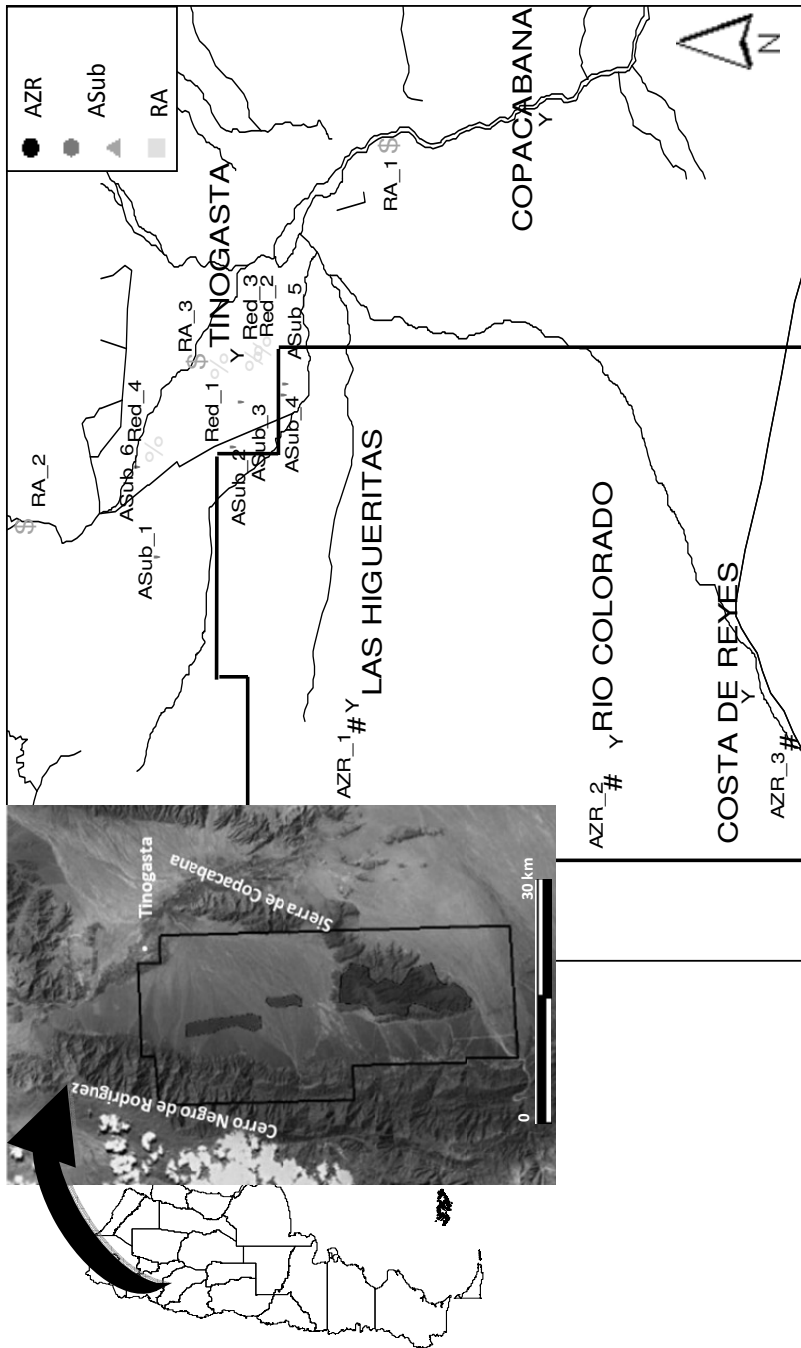 AZR
ASub
RA
N
RA_2
RA_3
TINOGASTA
RA_1
COPACABANA
Y
ASub_6
Red_4
ASub_1
Red_1
Y
Red_3
Red_2
ASub_2
ASub_3
ASub_4
ASub_5
AZR_1
#
Y
LAS HIGUERITAS
AZR_2
#
Y
RIO COLORADO
COSTA DE REYES
Y
AZR_3
#
$
$
$
%
%
%
%
Tinogasta
Sierra de Copacabana
Cerro Negro de Rodríguez
0
30 km